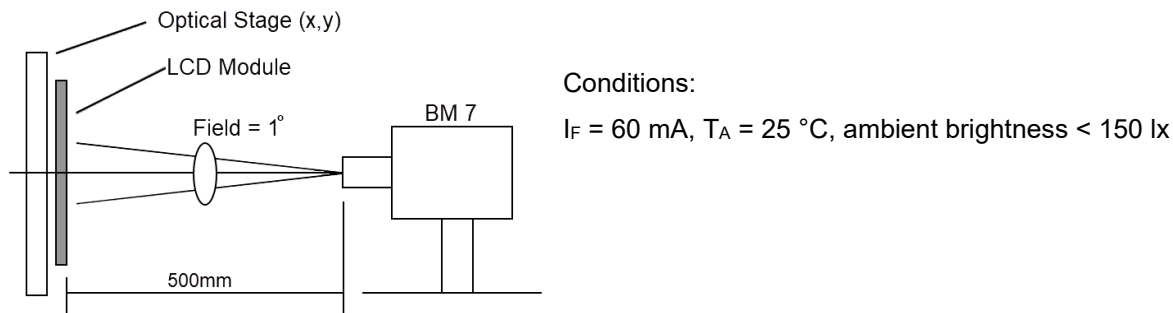 Optical Stage (x,y)
LCD Module
Field = 1°
BM 7
500mm
Conditions:
IF = 60 mA, TA = 25 °C, ambient brightness < 150 lx